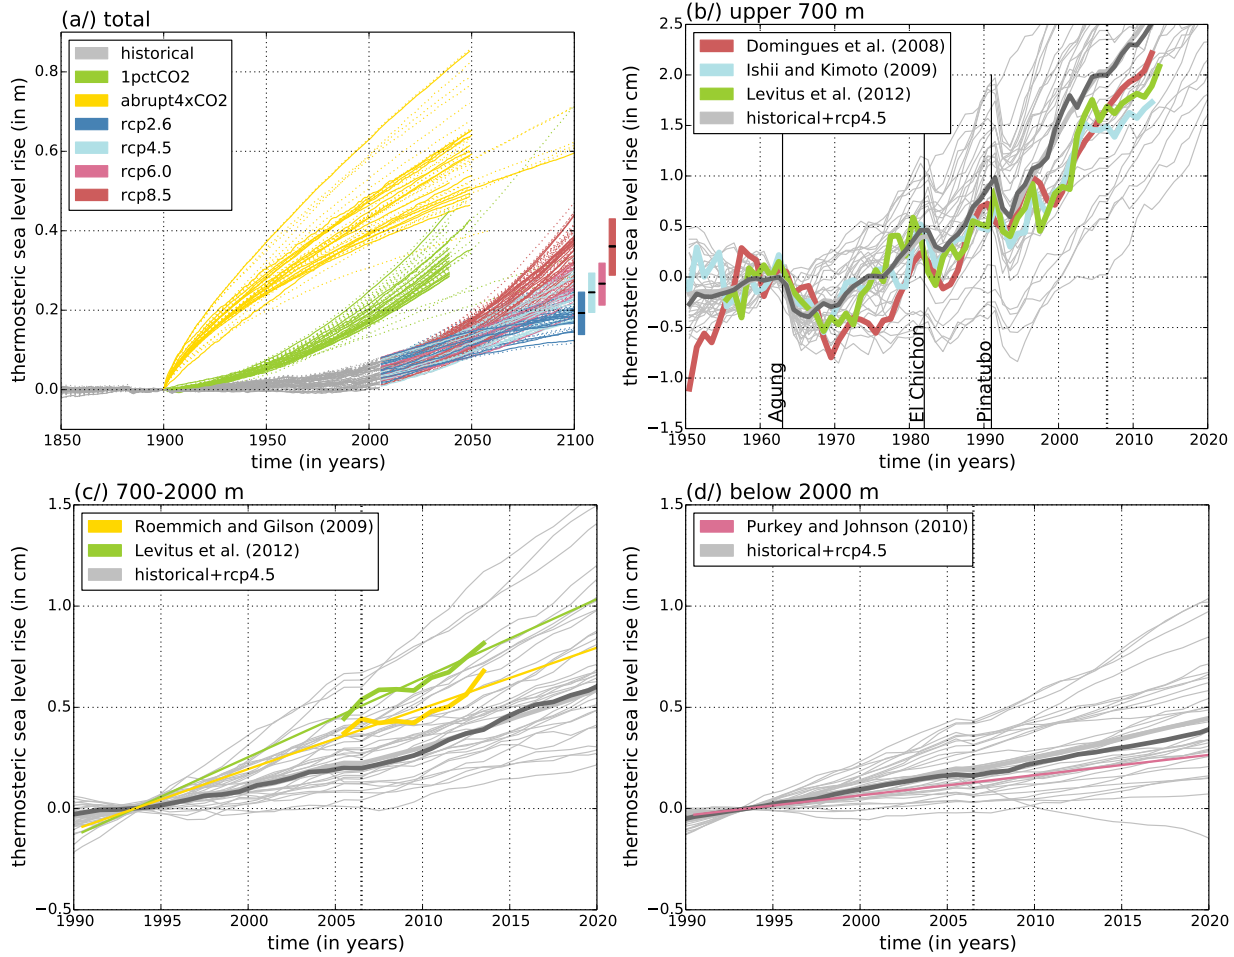 (a/) total
historical
1pctCO2
abrupt4xCO2
rcp2.6
rcp4.5
rcp6.0
rcp8.5
thermosteric sea level rise (in m)
0.8
0.6
0.4
0.2
0.0
1850 1900 1950 2000 2050 2100
time (in years)
(b/) upper 700 m
Domingues et al. (2008)
Ishii and Kimoto (2009)
Levitus et al. (2012)
historical+rcp4.5
thermosteric sea level rise (in cm)
2.5
2.0
1.5
1.0
0.5
0.0
−0.5
−1.0
−1.5
Agung
El Chichon
Pinatubo
1950 1960 1970 1980 1990 2000 2010 2020
time (in years)
(c/) 700-2000 m
Roemmich and Gilson (2009)
Levitus et al. (2012)
historical+rcp4.5
thermosteric sea level rise (in cm)
1.5
1.0
0.5
0.0
−0.5
1990 1995 2000 2005 2010 2015 2020
time (in years)
(d/) below 2000 m
Purkey and Johnson (2010)
historical+rcp4.5
thermosteric sea level rise (in cm)
1.5
1.0
0.5
0.0
−0.5
1990 1995 2000 2005 2010 2015 2020
time (in years)